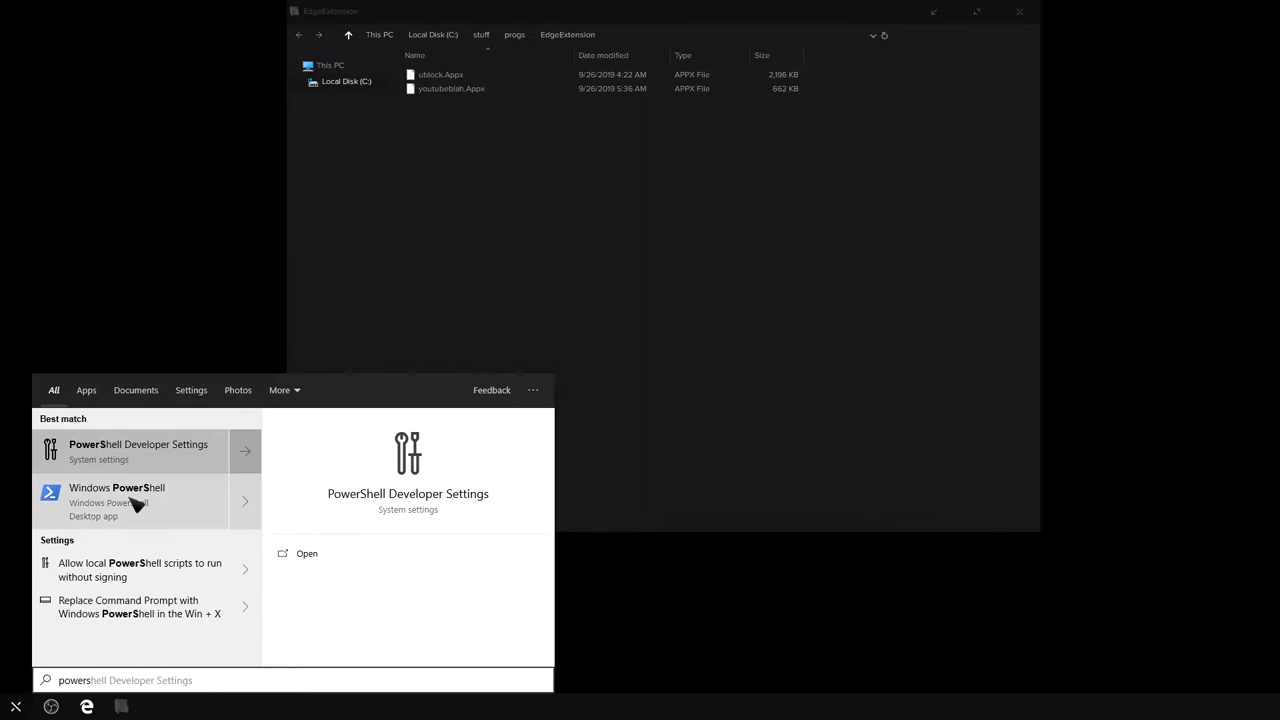 EdgeExtension
This PC Local Disk (C:) stuff progs EdgeExtension
Name Date modified Type Size
This PC
Local Disk (C:)
ublock.Appx 9/26/2019 4:22 AM APPX File 2,196 KB
youtubeblah.Appx 9/26/2019 5:36 AM APPX File 662 KB
All Apps Documents Settings Photos More Feedback ...
Best match
PowerShell Developer Settings
System settings
Windows PowerShell
Windows PowerShell
Desktop app
Settings
Allow local PowerShell scripts to run
without signing
Replace Command Prompt with
Windows PowerShell in the Win + X
PowerShell Developer Settings
System settings
Open
powershell Developer Settings